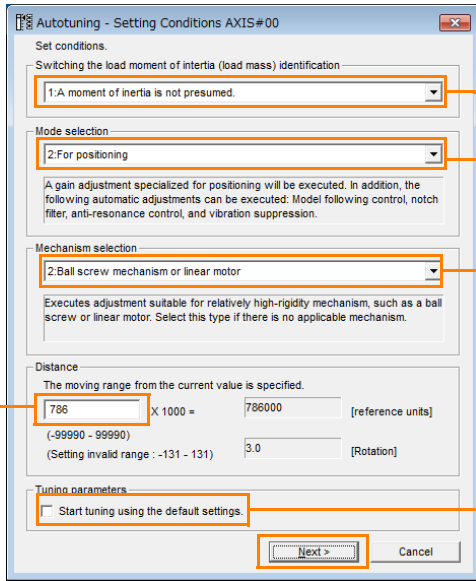 Autotuning - Setting Conditions AXIS#00
Set conditions.
Switching the load moment of intertia (load mass) identification
1:A moment of inertia is not presumed.
Mode selection
2:For positioning
A gain adjustment specialized for positioning will be executed. In addition, the
following automatic adjustments can be executed: Model following control, notch
filter, anti-resonance control, and vibration suppression.
Mechanism selection
2:Ball screw mechanism or linear motor
Executes adjustment suitable for relatively high-rigidity mechanism, such as a ball
screw or linear motor. Select this type if there is no applicable mechanism.
Distance
The moving range from the current value is specified.
786 X 1000 = 786000 [reference units]
(-99990 - 99990)
(Setting invalid range : -131 - 131) 3.0 [Rotation]
Tuning parameters
Start tuning using the default settings.
Next > Cancel